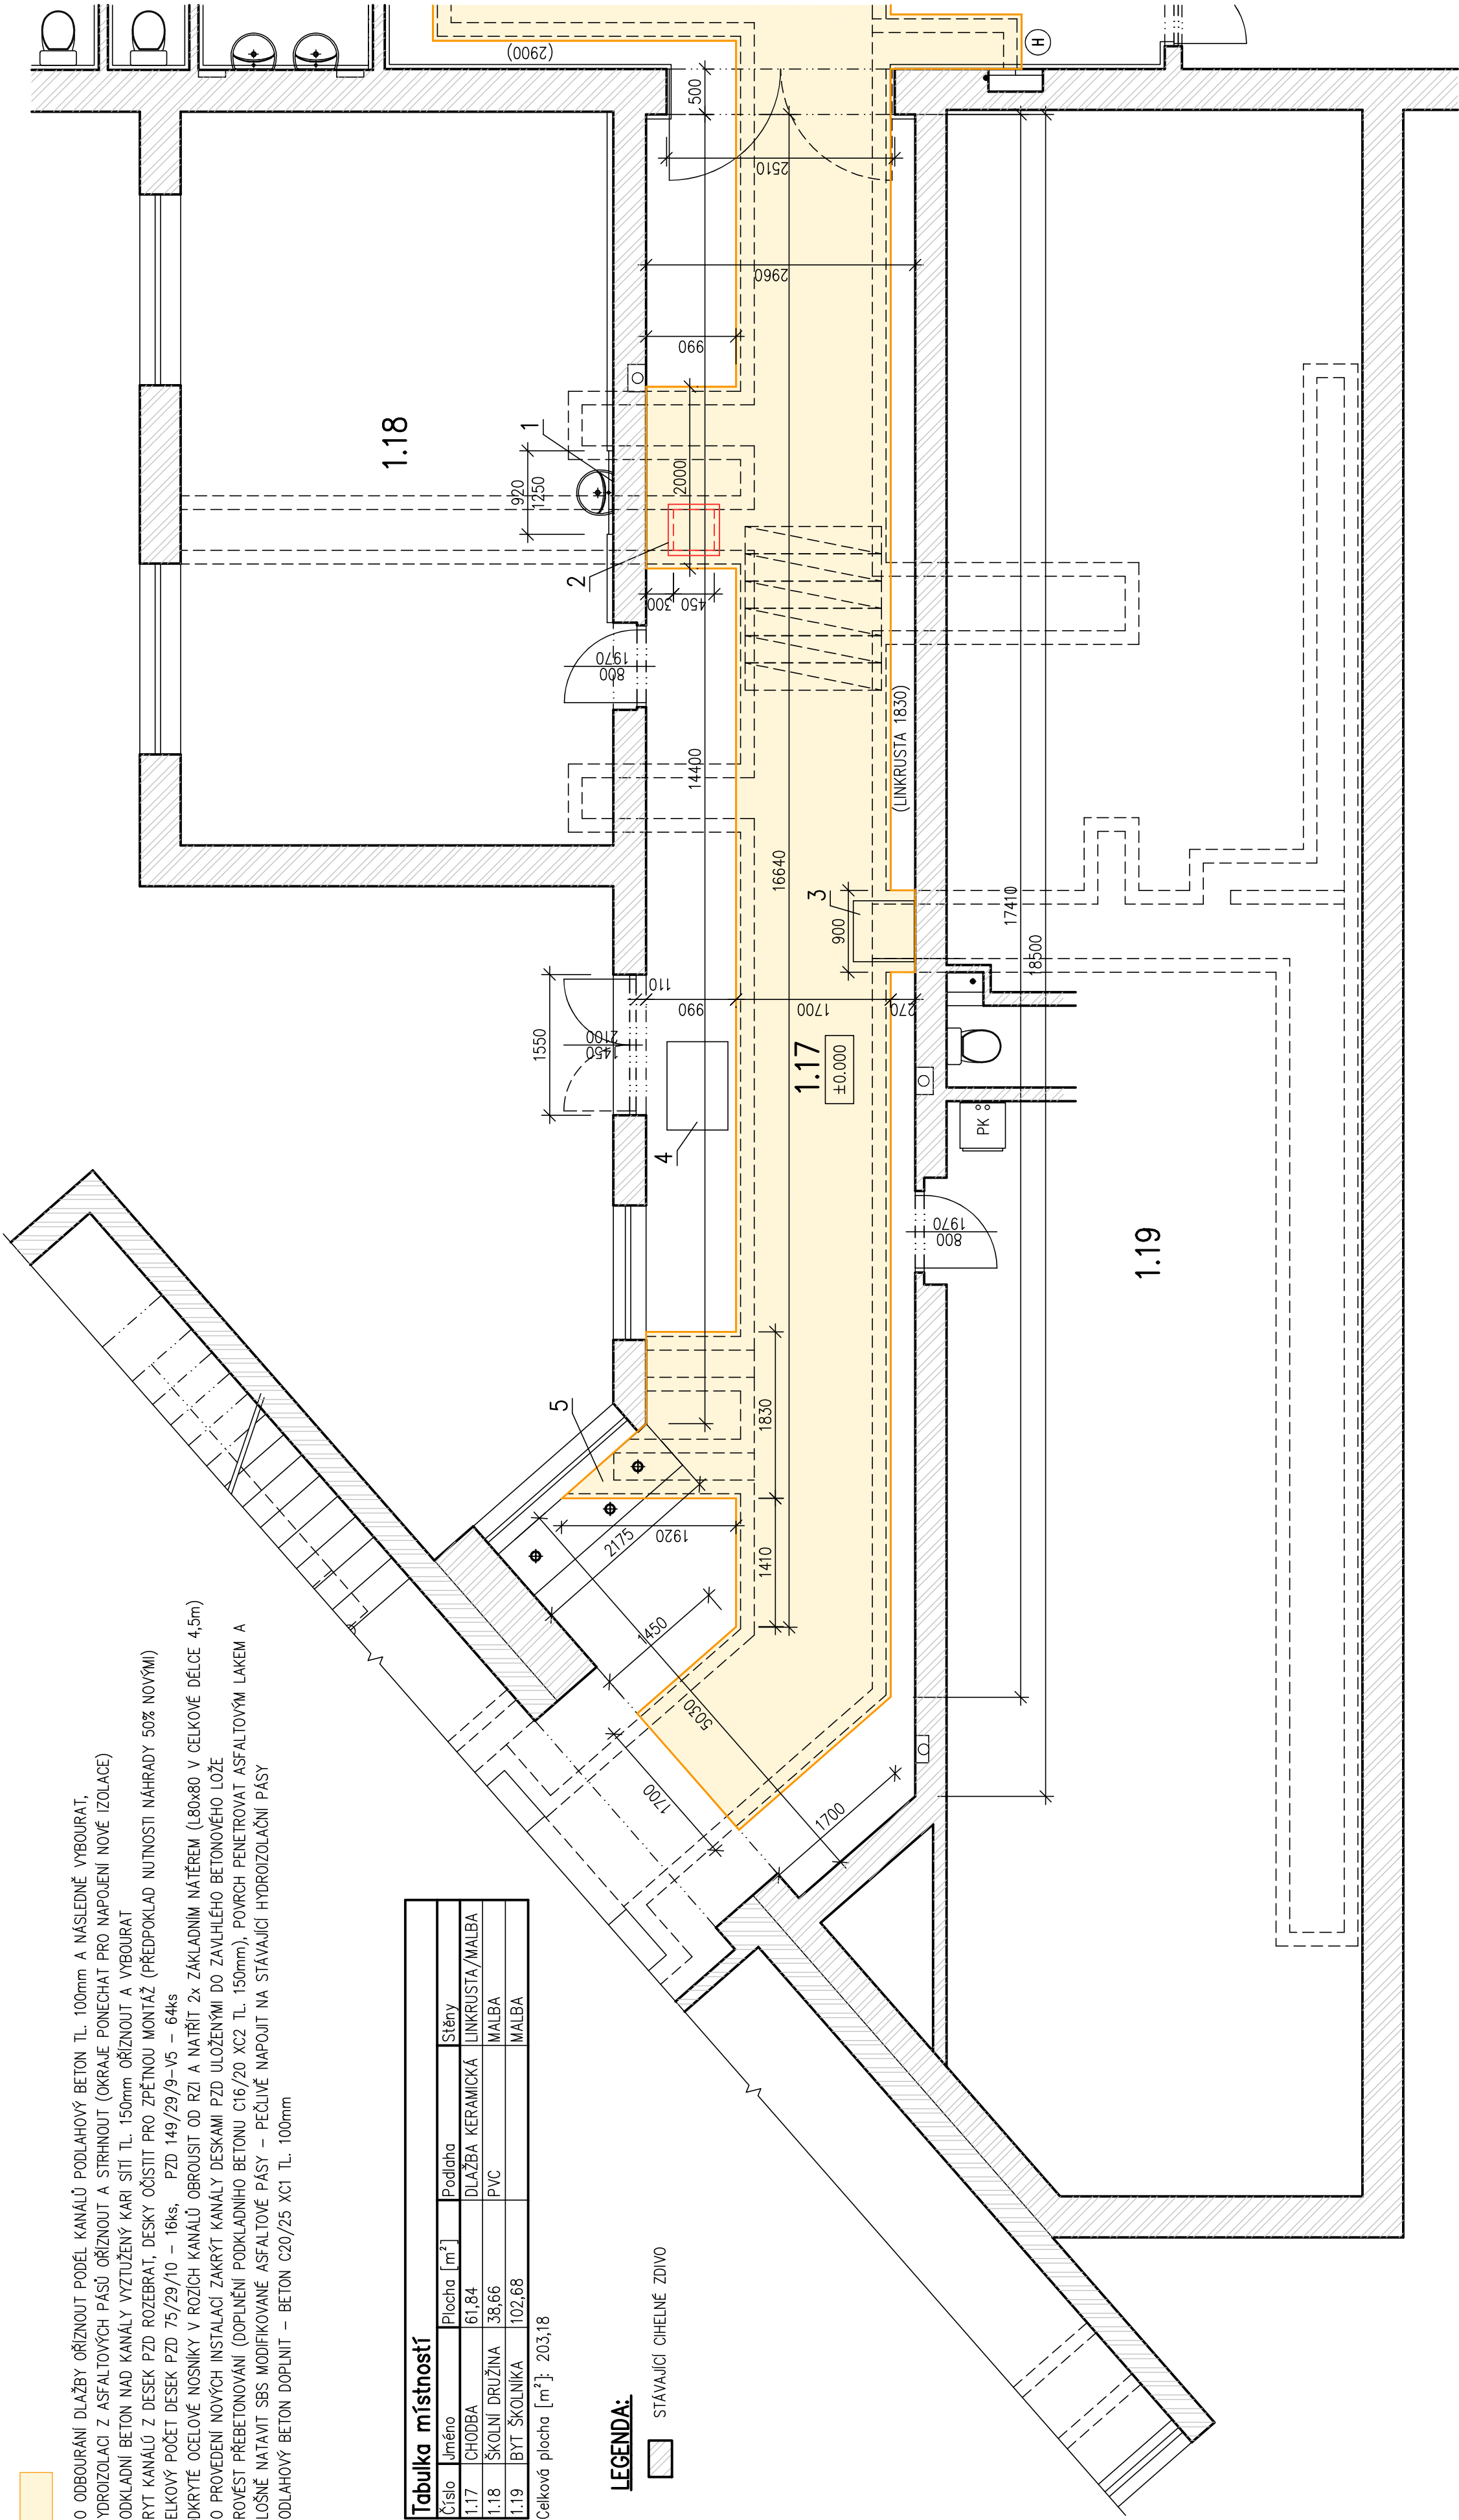 O ODBOURÁNÍ DLAŽBY OŘÍZNOUT PODÉL KANÁLŮ PODLAHOVÝ BETON TL. 100mm A NÁSLEDNĚ VYBOURAT,
YDROIZOLACI Z ASFALTOVÝCH PÁSŮ OŘÍZNOUT A STRHNOUT (OKRAJE PONECHAT PRO NAPOJENÍ NOVÉ IZOLACE)
ODKLADNÍ BETON NAD KANÁLY VYZTUŽENÝ KARI SÍTÍ TL. 150mm OŘÍZNOUT A VYBOURAT
RYT KANÁLŮ Z DESEK PZD ROZEBRAT, DESKY OČISTIT PRO ZPĚTNOU MONTÁŽ (PŘEDPOKLAD NUTNOSTI NÁHRADY 50% NOVÝMI)
ELKOVÝ POČET DESEK PZD 75/29/10 – 16ks, PZD 149/29/9–V5 – 64ks
DKRYTÉ OCELOVÉ NOSNÍKY V ROZÍCH KANÁLŮ OBROUSIT OD RZI A NATŘÍT 2x ZÁKLADNÍM NÁTĚREM (L80x80 V CELKOVÉ DÉLCE 4,5m)
O PROVEDENÍ NOVÝCH INSTALACÍ ZAKRÝT KANÁLY DESKAMI PZD ULOŽENÝMI DO ZAVLHLÉHO BETONOVÉHO LOŽE
ROVÉST PŘEBETONOVÁNÍ (DOPLNĚNÍ PODKLADNÍHO BETONU C16/20 XC2 TL. 150mm), POVRCH PENETROVAT ASFALTOVÝM LAKEM A
LOŠNĚ NATAVIT SBS MODIFIKOVANÉ ASFALTOVÉ PÁSY – PEČLIVĚ NAPOJIT NA STÁVAJÍCÍ HYDROIZOLAČNÍ PÁSY
ODLAHOVÝ BETON DOPLNIT – BETON C20/25 XC1 TL. 100mm
Tabulka místností
Číslo Jméno Plocha [m²] Podlaha Stěny
1.17 CHODBA 61,84 DLAŽBA KERAMICKÁ LINKRUSTA/MALBA
1.18 ŠKOLNÍ DRUŽINA 38,66 PVC MALBA
1.19 BYT ŠKOLNÍKA 102,68 MALBA
Celková plocha [m²]: 203,18
LEGENDA:
STÁVAJÍCÍ CIHELNÉ ZDIVO
(2900)
500
2510
2960
990
1.18
920
1250
1
2000
2
300
450
800
1970
14400
16640
(LINKRUSTA 1830)
3
900
17410
18500
1550
1450
2100
110
990
1700
270
1.17
±0.000
4
PK
800
1970
1.19
5
1830
1410
1920
2175
1450
5030
1700
1700
H